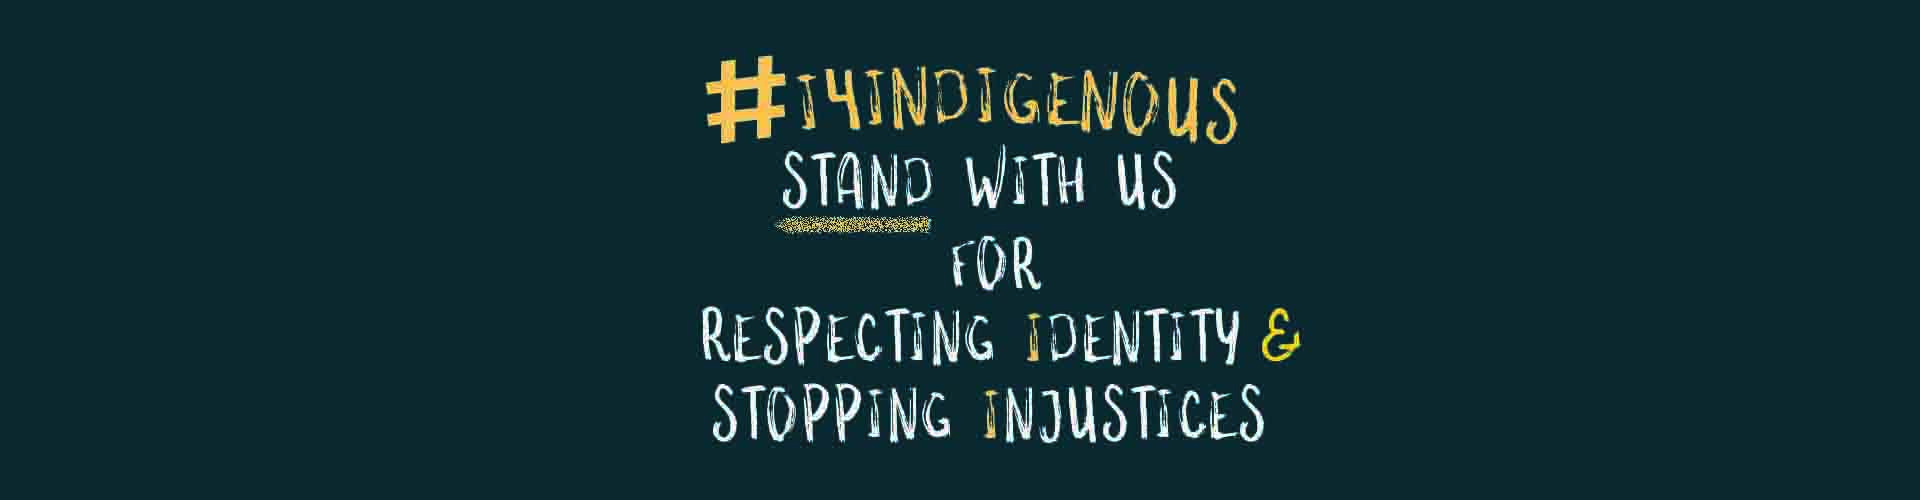 #I4INDIGENOUS
STAND WITH US
FOR
RESPECTING IDENTITY &
STOPPING INJUSTICES